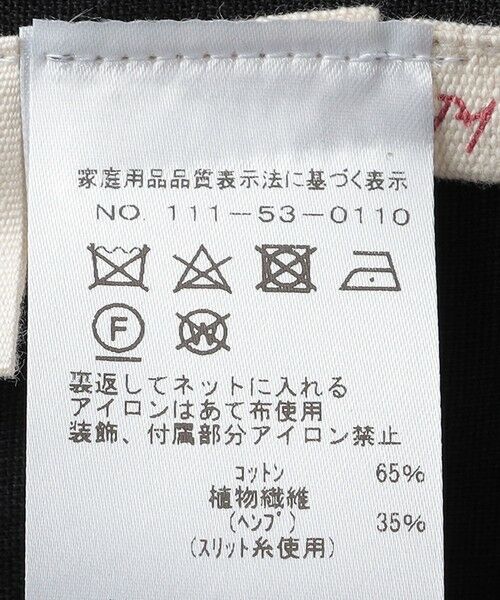 家庭用品品質表示法に基づく表示
NO. 111-53-0110
F W
裏返してネットに入れる
アイロンはあて布使用
装飾、付属部分アイロン禁止
コットン 65%
植物繊維
(ヘンプ) 35%
(スリット糸使用)